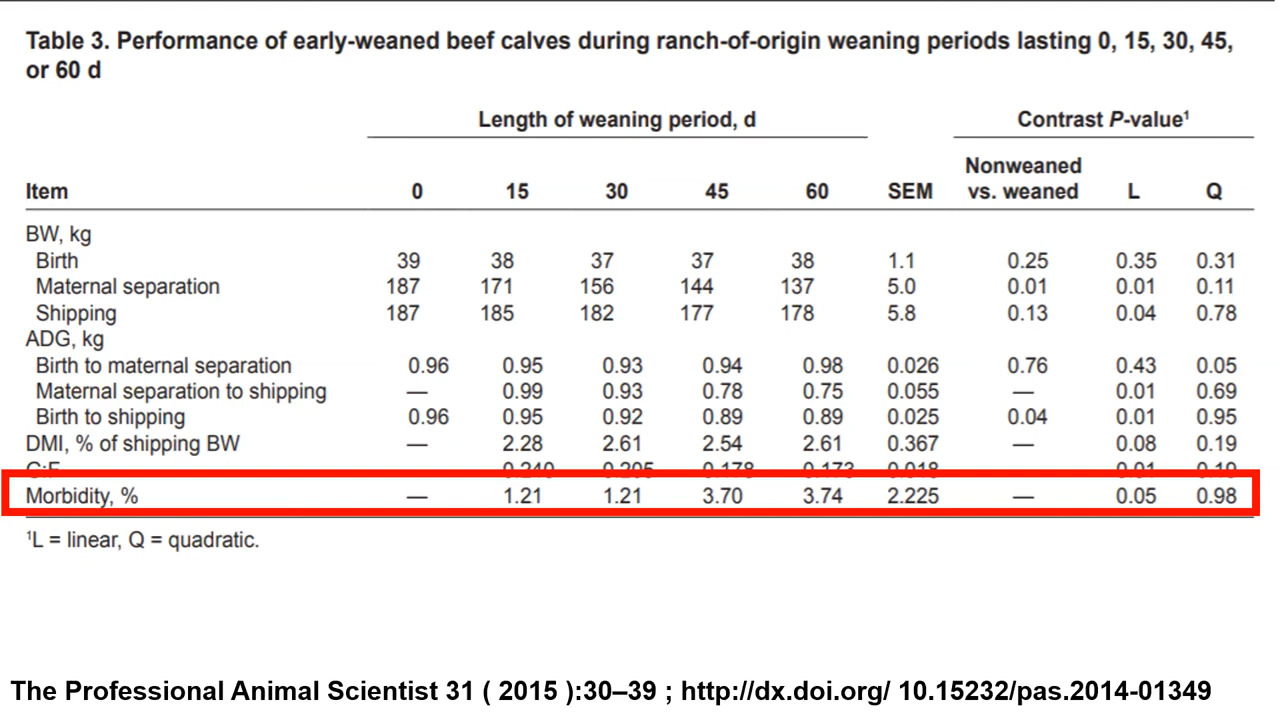 Table 3. Performance of early-weaned beef calves during ranch-of-origin weaning periods lasting 0, 15, 30, 45,
or 60 d
Length of weaning period, d Contrast P-value¹
Nonweaned
Item 0 15 30 45 60 SEM vs. weaned L Q
BW, kg
Birth 39 38 37 37 38 1.1 0.25 0.35 0.31
Maternal separation 187 171 156 144 137 5.0 0.01 0.01 0.11
Shipping 187 185 182 177 178 5.8 0.13 0.04 0.78
ADG, kg
Birth to maternal separation 0.96 0.95 0.93 0.94 0.98 0.026 0.76 0.43 0.05
Maternal separation to shipping — 0.99 0.93 0.78 0.75 0.055 — 0.01 0.69
Birth to shipping 0.96 0.95 0.92 0.89 0.89 0.025 0.04 0.01 0.95
DMI, % of shipping BW — 2.28 2.61 2.54 2.61 0.367 — 0.08 0.19
Morbidity, % — 1.21 1.21 3.70 3.74 2.225 — 0.05 0.98
¹L = linear, Q = quadratic.
The Professional Animal Scientist 31 ( 2015 ):30–39 ; http://dx.doi.org/ 10.15232/pas.2014-01349